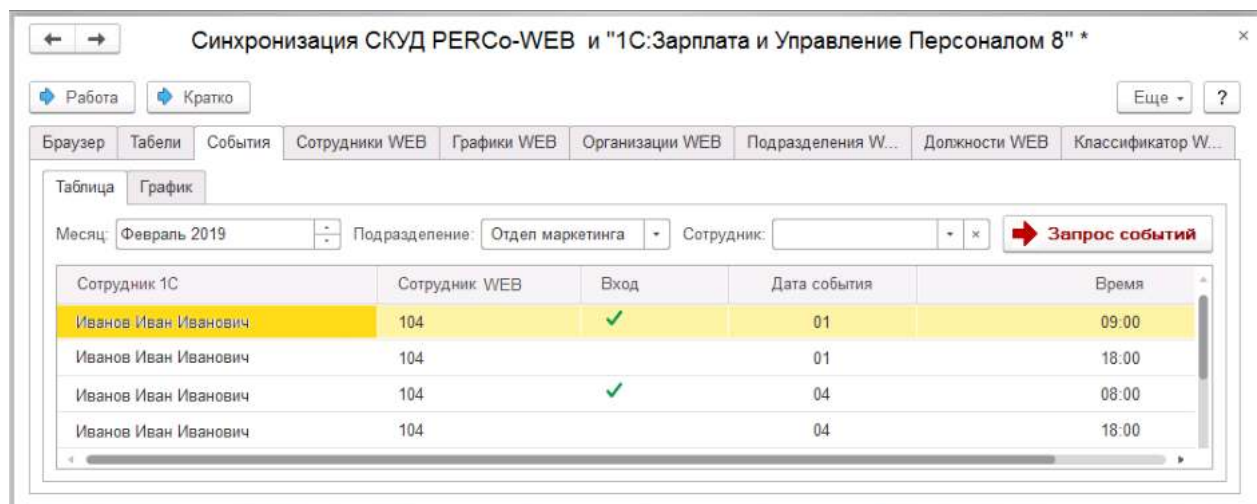 Синхронизация СКУД PERCo-WEB и "1С:Зарплата и Управление Персоналом 8" *
Работа Кратко Еще ?
Браузер Табели События Сотрудники WEB Графики WEB Организации WEB Подразделения W... Должности WEB Классификатор W...
Таблица График
Месяц: Февраль 2019 Подразделение: Отдел маркетинга Сотрудник: Запрос событий
Сотрудник 1С Сотрудник WEB Вход Дата события Время
Иванов Иван Иванович 104 01 09:00
Иванов Иван Иванович 104 01 18:00
Иванов Иван Иванович 104 04 08:00
Иванов Иван Иванович 104 04 18:00